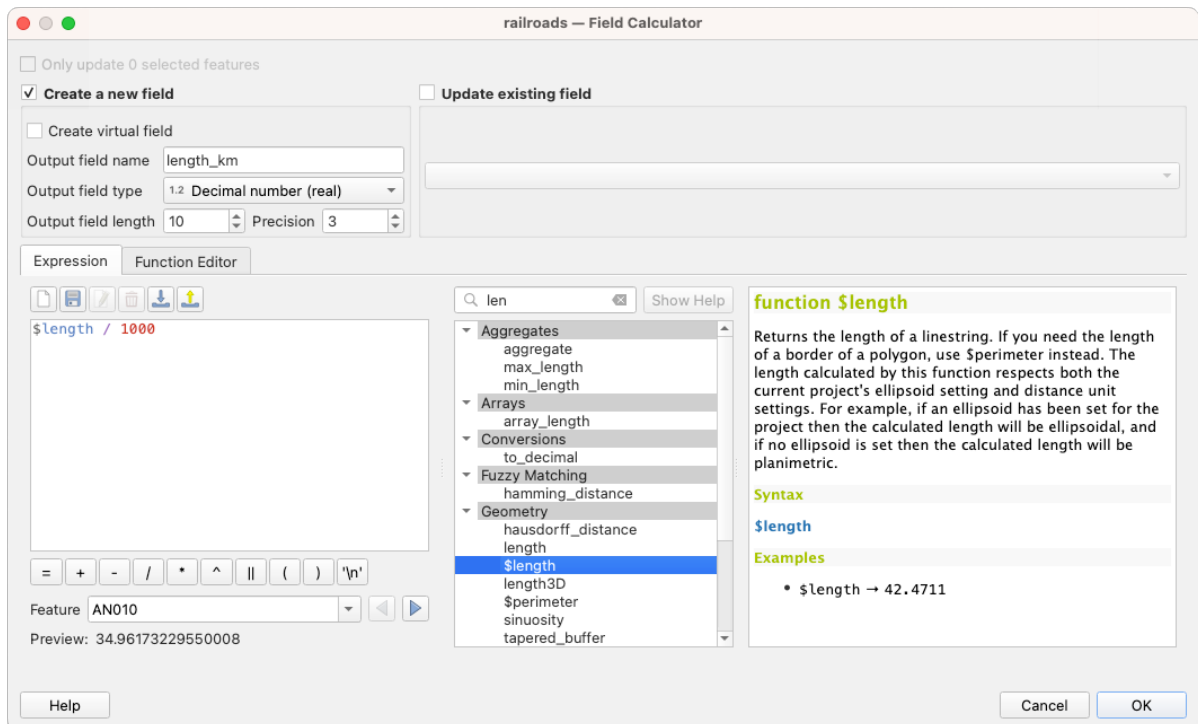 railroads — Field Calculator
Only update 0 selected features
Create a new field
Update existing field
Create virtual field
Output field name length_km
Output field type 1.2 Decimal number (real)
Output field length 10 Precision 3
Expression Function Editor
len Show Help
$length / 1000
Aggregates
aggregate
max_length
min_length
Arrays
array_length
Conversions
to_decimal
Fuzzy Matching
hamming_distance
Geometry
hausdorff_distance
length
$length
length3D
$perimeter
sinuosity
tapered_buffer
function $length
Returns the length of a linestring. If you need the length
of a border of a polygon, use $perimeter instead. The
length calculated by this function respects both the
current project's ellipsoid setting and distance unit
settings. For example, if an ellipsoid has been set for the
project then the calculated length will be ellipsoidal, and
if no ellipsoid is set then the calculated length will be
planimetric.
Syntax
$length
Examples
• $length → 42.4711
= + - / * ^ || ( ) '\n'
Feature AN010
Preview: 34.96173229550008
Help
Cancel OK